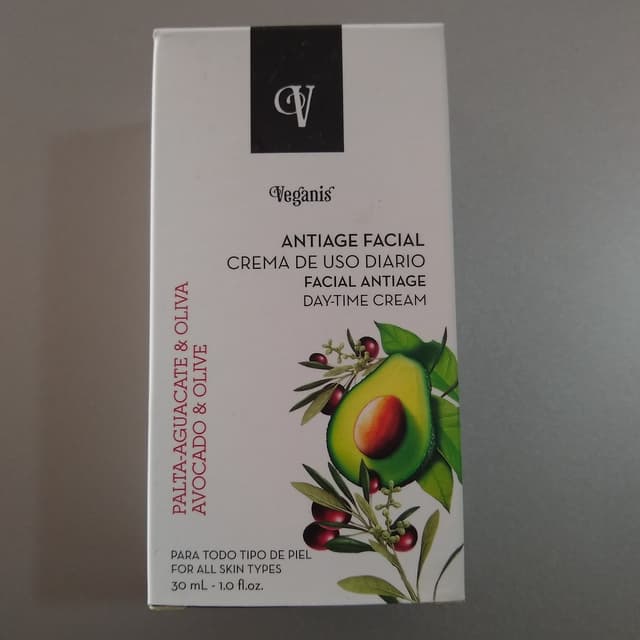 V
Veganis
ANTIAGE FACIAL
CREMA DE USO DIARIO
FACIAL ANTIAGE
DAY-TIME CREAM
PALTA-AGUACATE & OLIVA
AVOCADO & OLIVE
PARA TODO TIPO DE PIEL
FOR ALL SKIN TYPES
30 mL - 1.0 fl.oz.